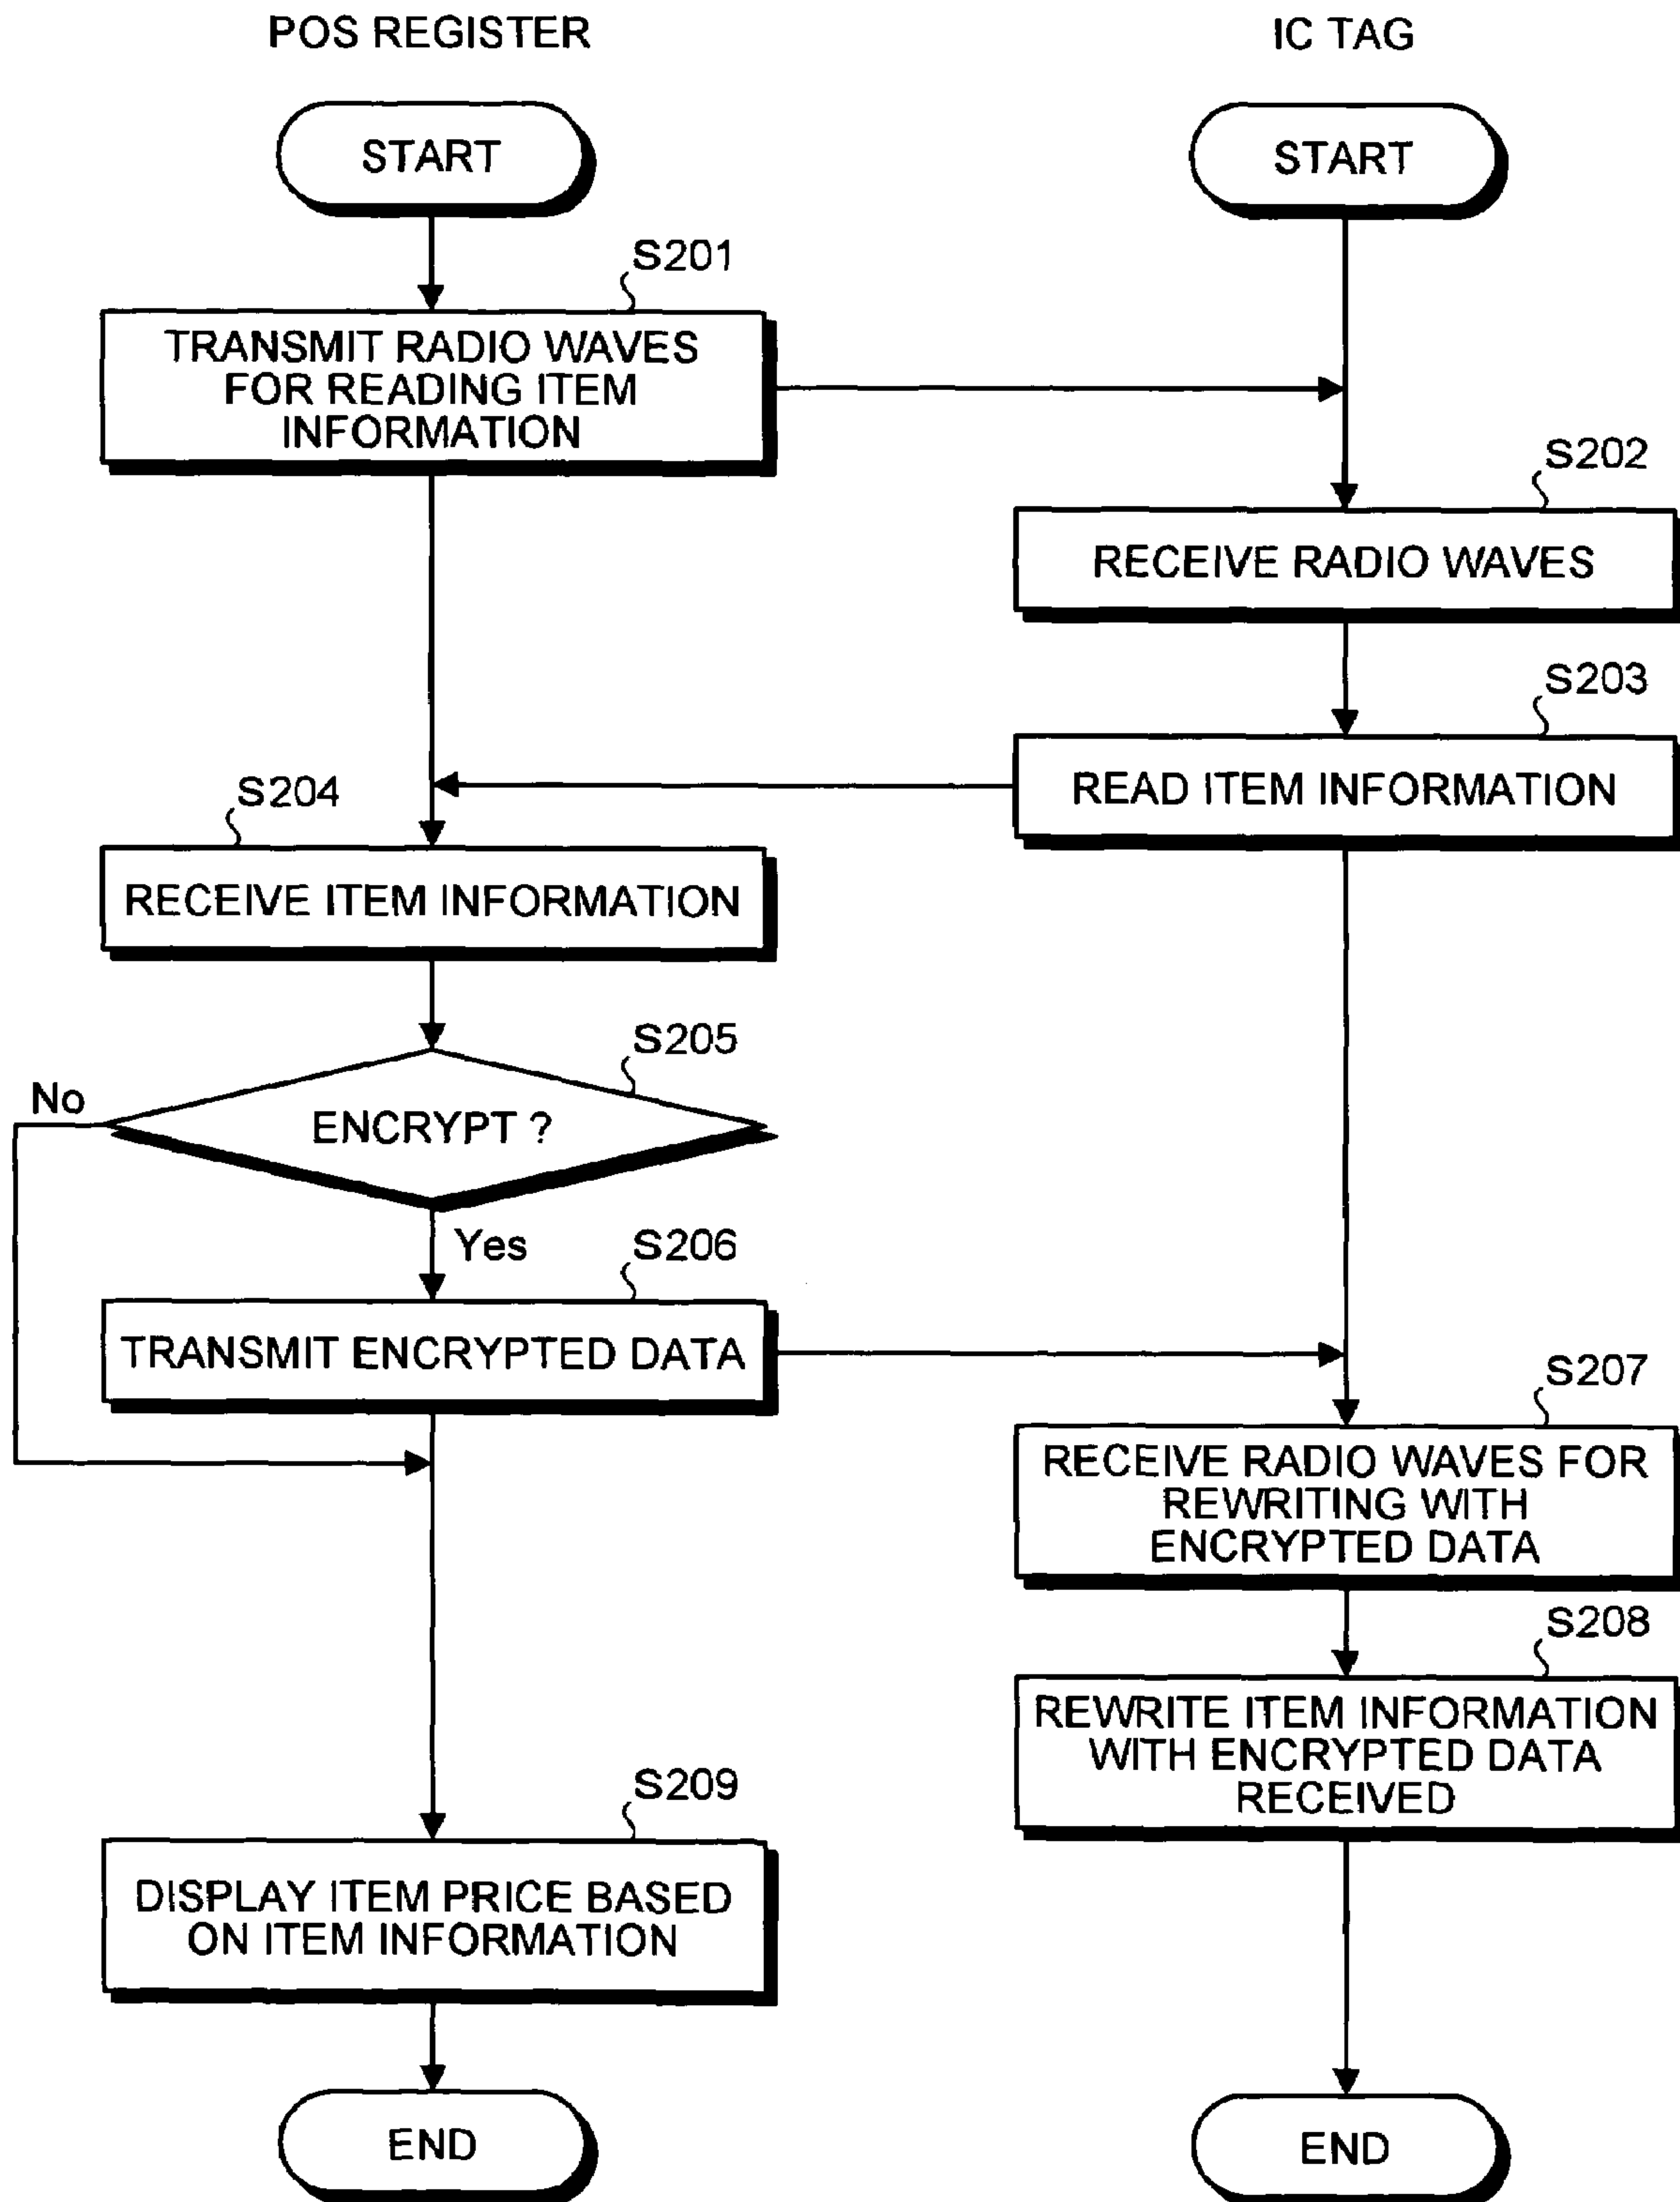 POS REGISTER
IC TAG
START
START
S201
TRANSMIT RADIO WAVES
FOR READING ITEM
INFORMATION
S202
RECEIVE RADIO WAVES
S203
READ ITEM INFORMATION
S204
RECEIVE ITEM INFORMATION
S205
No
ENCRYPT ?
Yes
S206
TRANSMIT ENCRYPTED DATA
S207
RECEIVE RADIO WAVES FOR
REWRITING WITH
ENCRYPTED DATA
S208
REWRITE ITEM INFORMATION
WITH ENCRYPTED DATA
RECEIVED
S209
DISPLAY ITEM PRICE BASED
ON ITEM INFORMATION
END
END